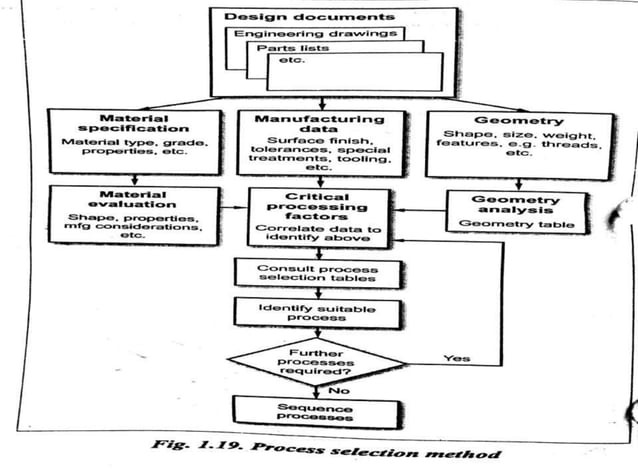 Design documents
Engineering drawings
Parts lists
etc.
Material
specification
Material type, grade,
properties, etc.
Manufacturing
data
Surface finish,
tolerances, special
treatments, tooling,
etc.
Geometry
Shape, size, weight,
features, e.g. threads,
etc.
Material
evaluation
Shape, properties,
mfg considerations,
etc.
Critical
processing
factors
Correlate data to
identify above
Geometry
analysis
Geometry table
Consult process
selection tables
Identify suitable
process
Further
processes
required?
Yes
No
Sequence
processes
Fig. 1.19. Process selection method